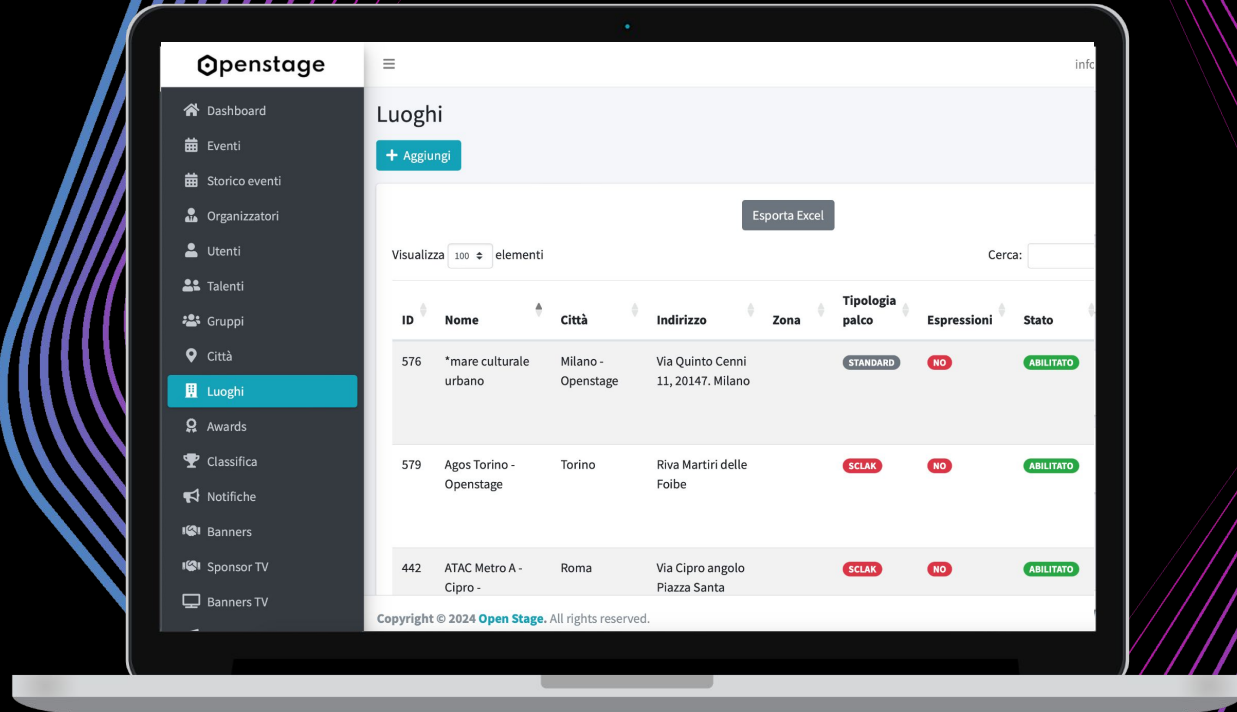 Openstage
Dashboard
Eventi
Storico eventi
Organizzatori
Utenti
Talenti
Gruppi
Città
Luoghi
Awards
Classifica
Notifiche
Banners
Sponsor TV
Banners TV
Luoghi
+ Aggiungi
Esporta Excel
Visualizza 100 elementi
Cerca:
ID Nome Città Indirizzo Zona Tipologia palco Espressioni Stato
576 *mare culturale urbano Milano - Openstage Via Quinto Cenni 11, 20147. Milano STANDARD NO ABILITATO
579 Agos Torino - Openstage Torino Riva Martiri delle Foibe SCLAK NO ABILITATO
442 ATAC Metro A - Cipro - Roma Via Cipro angolo Piazza Santa SCLAK NO ABILITATO
Copyright © 2024 Open Stage. All rights reserved.